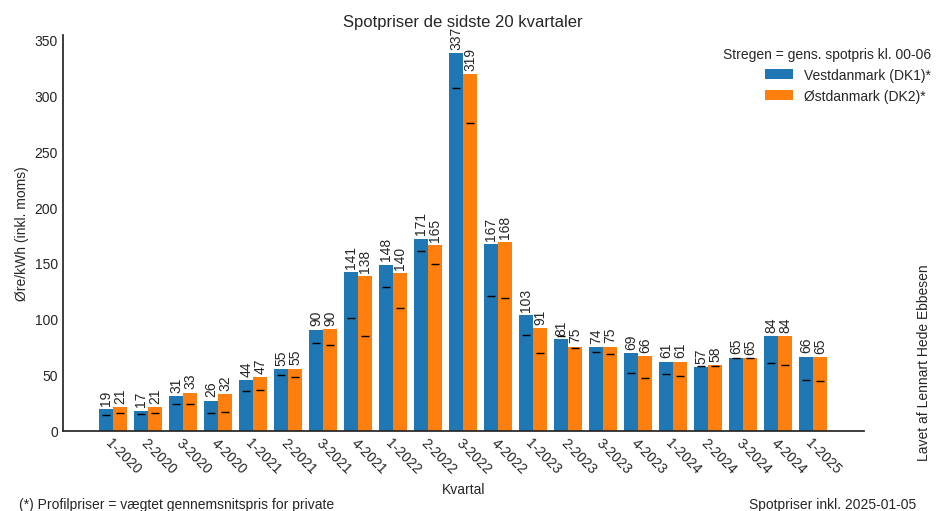 Spotpriser de sidste 20 kvartaler
Stregen = gens. spotpris kl. 00-06
Vestdanmark (DK1)*
Østdanmark (DK2)*
Øre/kWh (inkl. moms)
350
300
250
200
150
100
50
0
19 21 17 21 31 33 26 32 44 47 55 55 90 90 141 138 148 140 171 165 337 319 167 168 103 91 81 75 74 75 69 66 61 61 57 58 65 65 84 84 66 65
1-2020 2-2020 3-2020 4-2020 1-2021 2-2021 3-2021 4-2021 1-2022 2-2022 3-2022 4-2022 1-2023 2-2023 3-2023 4-2023 1-2024 2-2024 3-2024 4-2024 1-2025
Kvartal
Lavet af Lennart Hede Ebbesen
(*) Profilpriser = vægtet gennemsnitspris for private
Spotpriser inkl. 2025-01-05